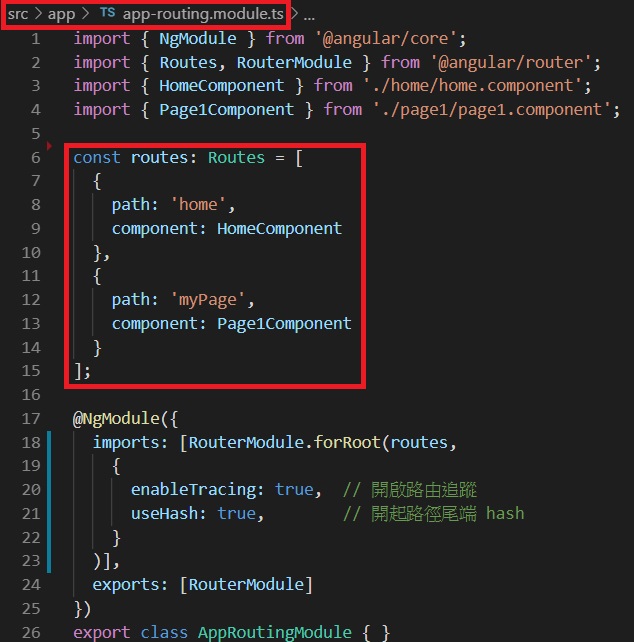 src > app > TS app-routing.module.ts > ...
1 import { NgModule } from '@angular/core';
2 import { Routes, RouterModule } from '@angular/router';
3 import { HomeComponent } from './home/home.component';
4 import { Page1Component } from './page1/page1.component';
5
6 const routes: Routes = [
7   {
8     path: 'home',
9     component: HomeComponent
10   },
11   {
12     path: 'myPage',
13     component: Page1Component
14   }
15 ];
16
17 @NgModule({
18   imports: [RouterModule.forRoot(routes,
19     {
20       enableTracing: true,  // 開啟路由追蹤
21       useHash: true,        // 開起路徑尾端 hash
22     }
23   )],
24   exports: [RouterModule]
25 })
26 export class AppRoutingModule { }